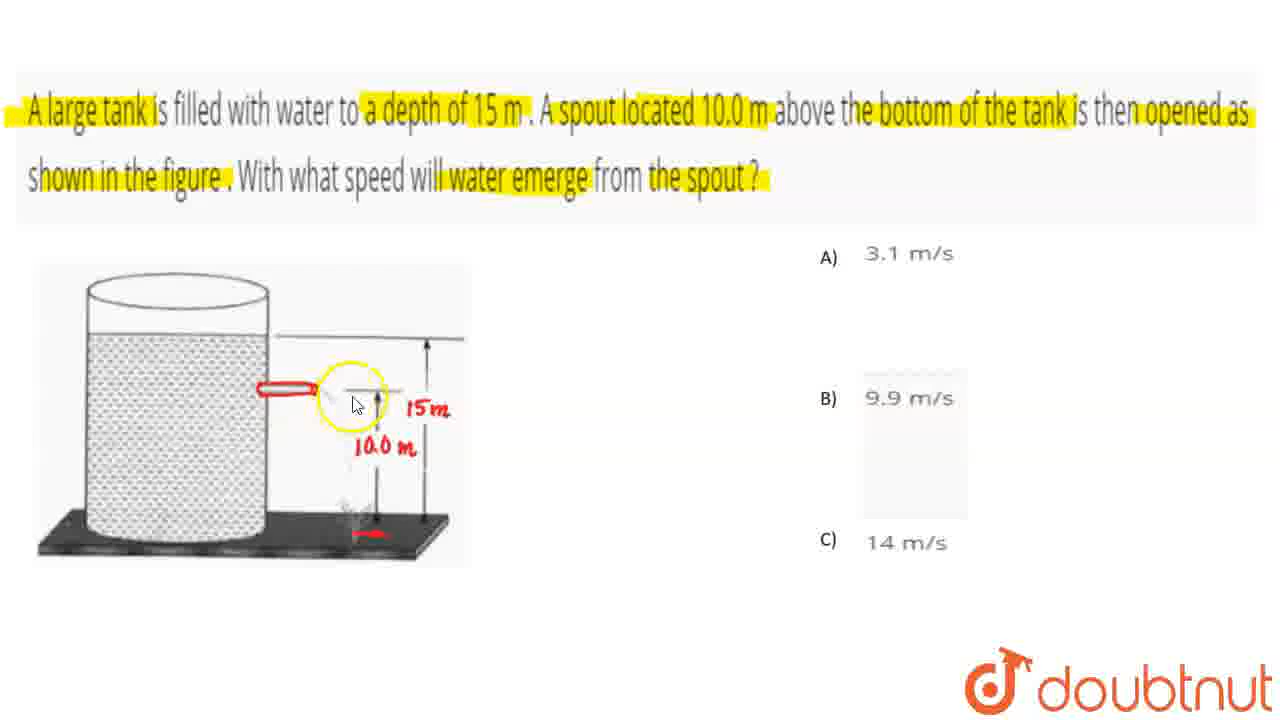 A large tank is filled with water to a depth of 15 m . A spout located 10.0 m above the bottom of the tank is then opened as
shown in the figure . With what speed will water emerge from the spout ?
A) 3.1 m/s
15m
B) 9.9 m/s
10.0 m
C) 14 m/s
doubtnut